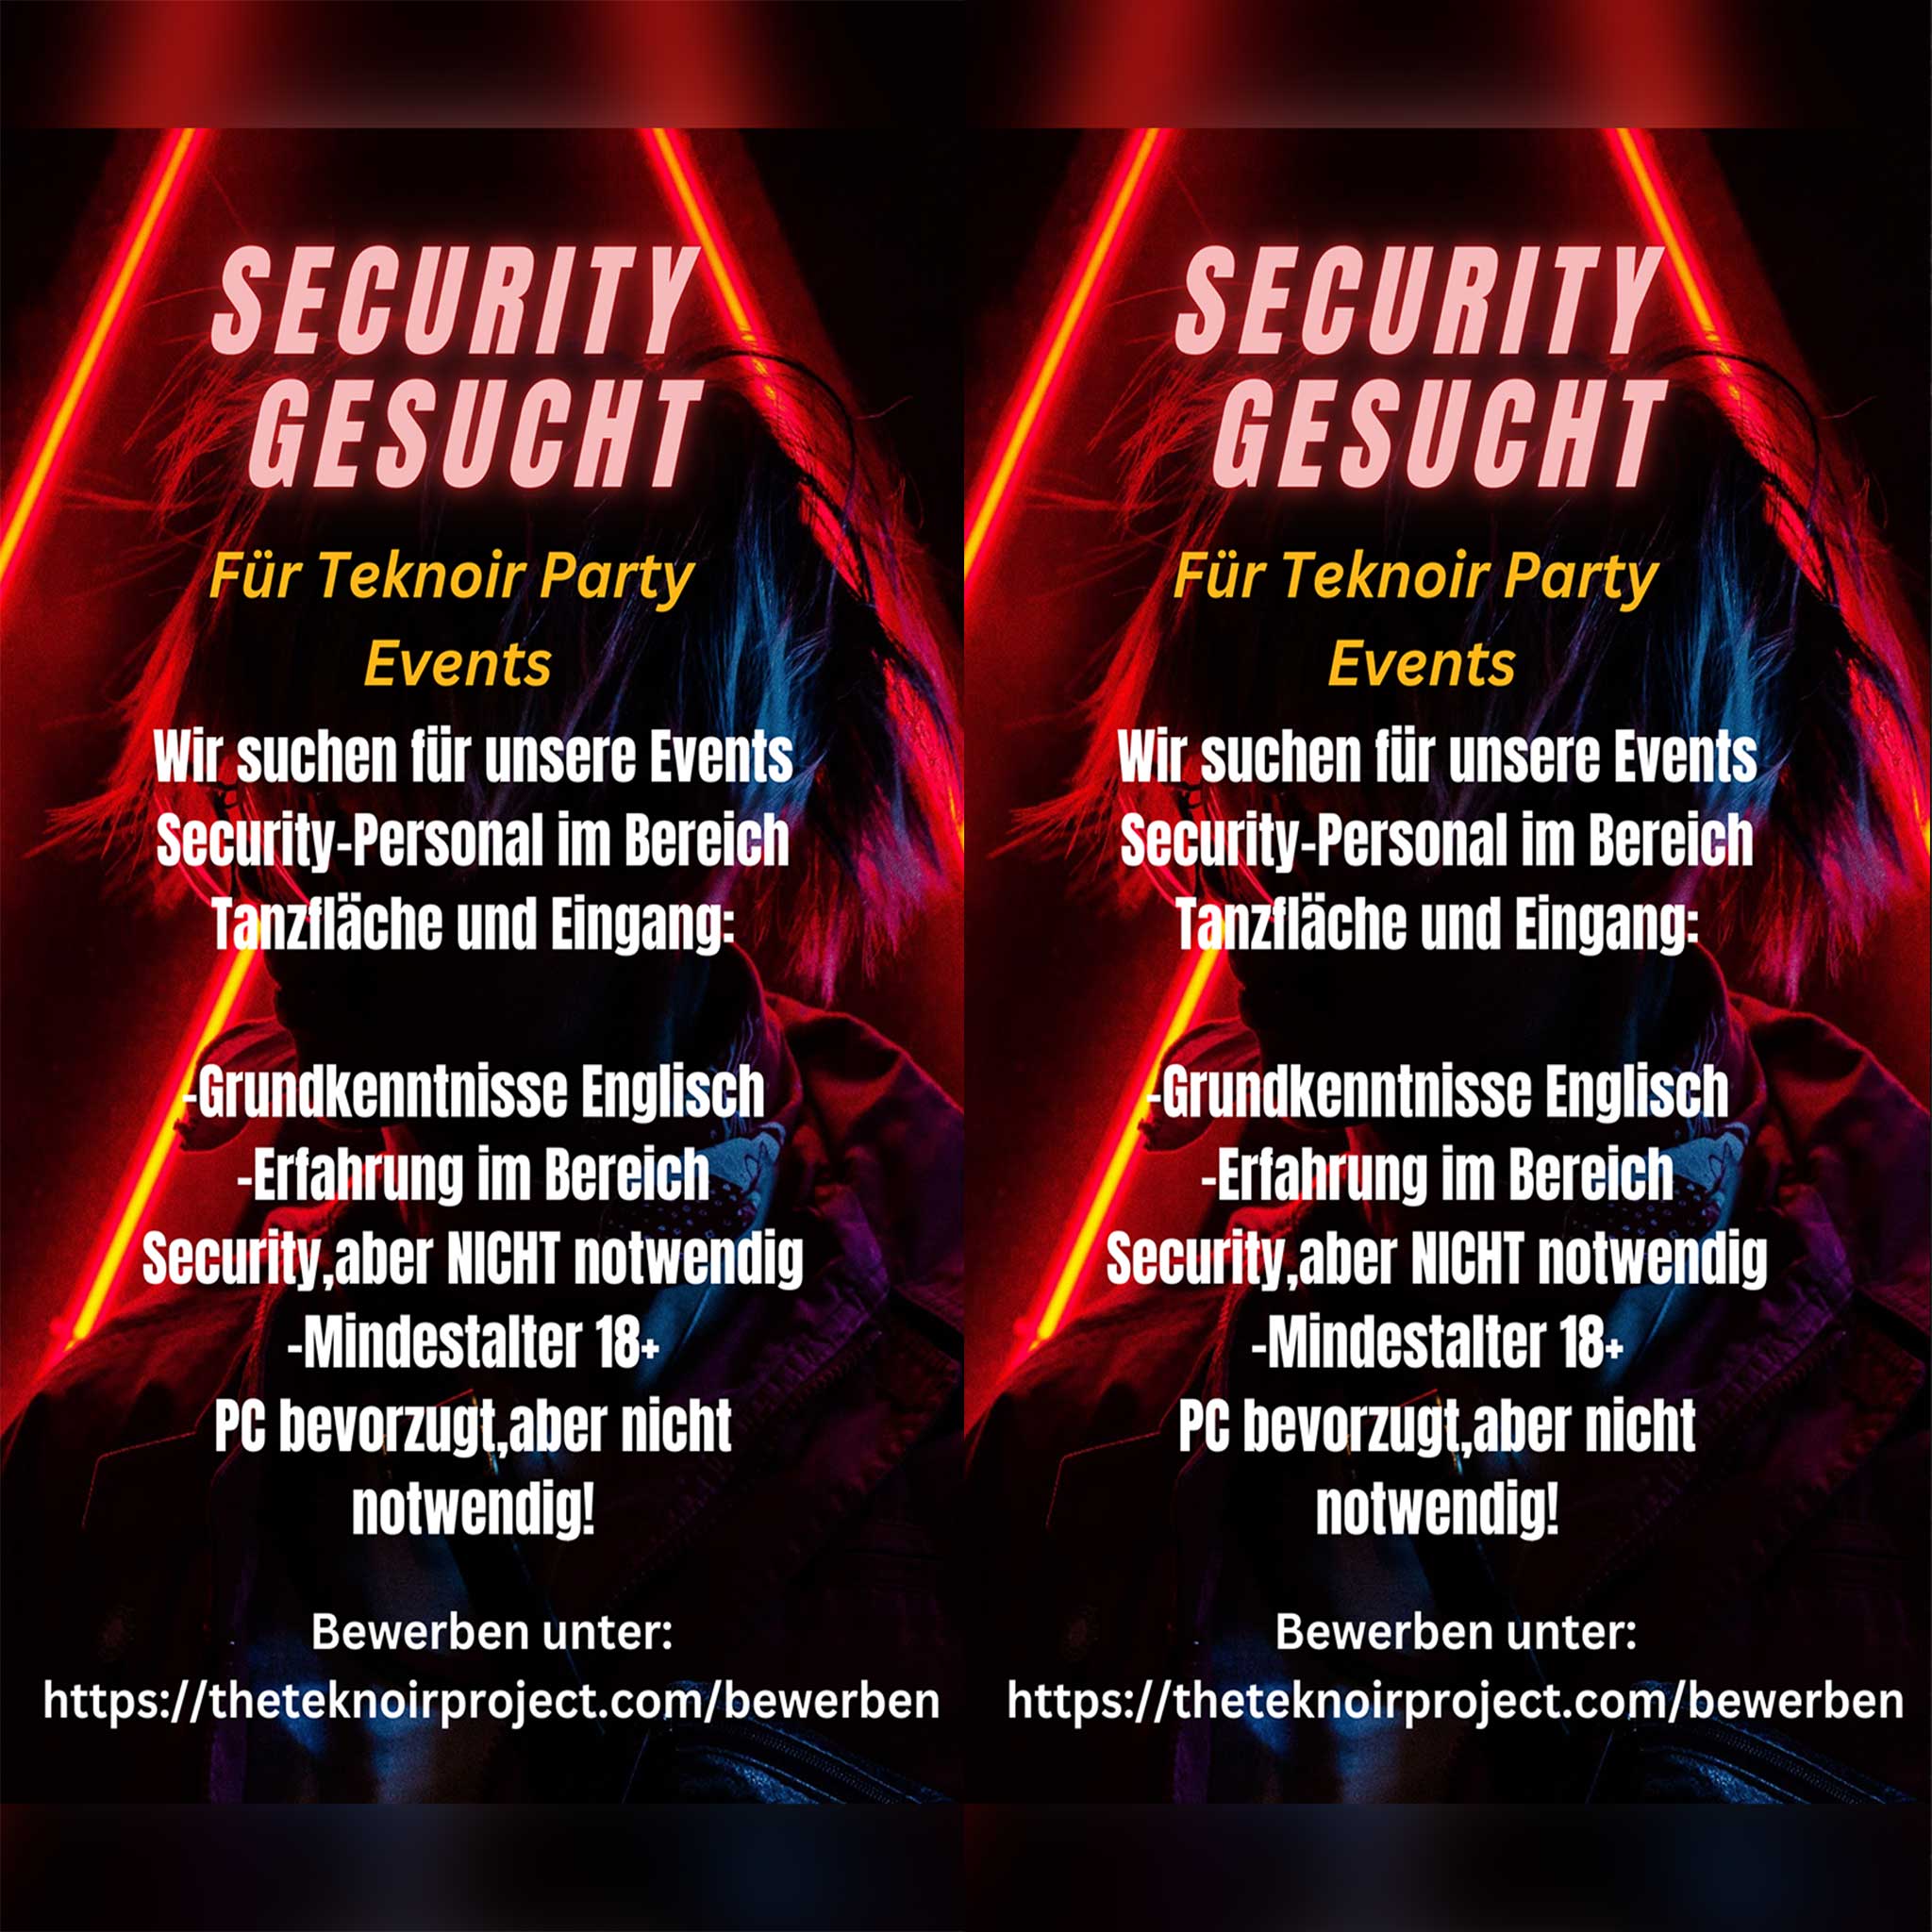 SECURITY
GESUCHT
Für Teknoir Party
Events
Wir suchen für unsere Events
Security-Personal im Bereich
Tanzfläche und Eingang:
-Grundkenntnisse Englisch
-Erfahrung im Bereich
Security,aber NICHT notwendig
-Mindestalter 18+
PC bevorzugt,aber nicht
notwendig!
Bewerben unter:
https://theteknoirproject.com/bewerben
SECURITY
GESUCHT
Für Teknoir Party
Events
Wir suchen für unsere Events
Security-Personal im Bereich
Tanzfläche und Eingang:
-Grundkenntnisse Englisch
-Erfahrung im Bereich
Security,aber NICHT notwendig
-Mindestalter 18+
PC bevorzugt,aber nicht
notwendig!
Bewerben unter:
https://theteknoirproject.com/bewerben